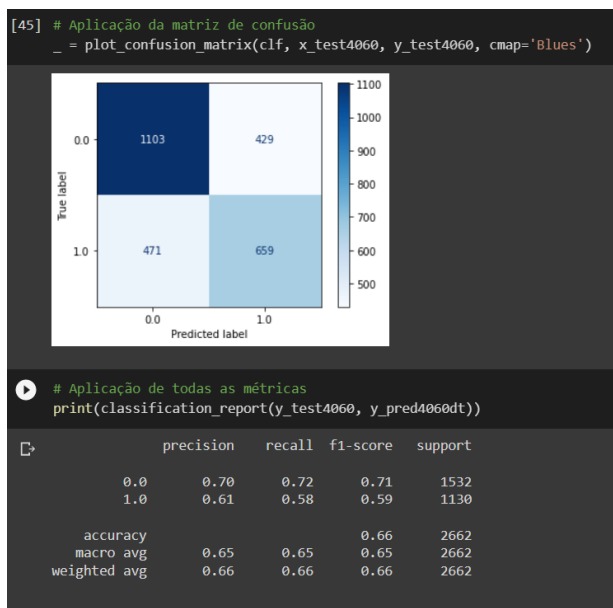 [45] # Aplicação da matriz de confusão
_ = plot_confusion_matrix(clf, x_test4060, y_test4060, cmap='Blues')
1100
1000
900
800
700
600
500
0.0 1103 429
1.0 471 659
True label
0.0 1.0
Predicted label
# Aplicação de todas as métricas
print(classification_report(y_test4060, y_pred4060dt))
precision recall f1-score support
0.0 0.70 0.72 0.71 1532
1.0 0.61 0.58 0.59 1130
accuracy 0.66 2662
macro avg 0.65 0.65 0.65 2662
weighted avg 0.66 0.66 0.66 2662